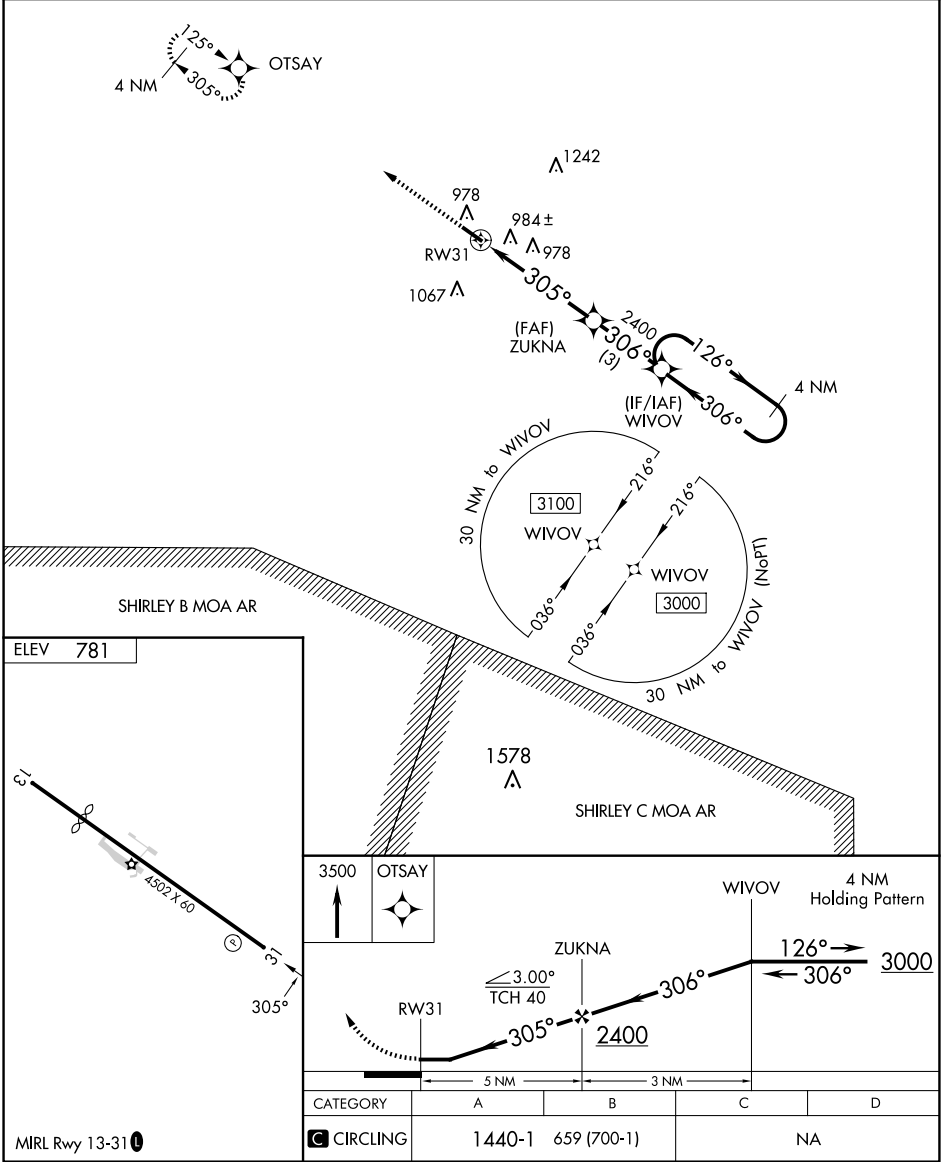 125°
305°
4 NM
OTSAY
1242
978
984±
978
RW31
1067
305°
(FAF)
ZUKNA
2400
306°
(3)
126°
306°
4 NM
(IF/IAF)
WIVOV
30 NM to WIVOV
216°
3100
WIVOV
036°
216°
WIVOV
3000
036°
30 NM to WIVOV (NoPT)
SHIRLEY B MOA AR
1578
SHIRLEY C MOA AR
ELEV 781
13
4502 X 60
P
31
305°
MIRL Rwy 13-31 L
3500
OTSAY
WIVOV
4 NM
Holding Pattern
ZUKNA
126°
306°
3000
3.00°
TCH 40
306°
RW31
305°
2400
5 NM
3 NM
CATEGORY A B C D
C CIRCLING 1440-1 659 (700-1) NA